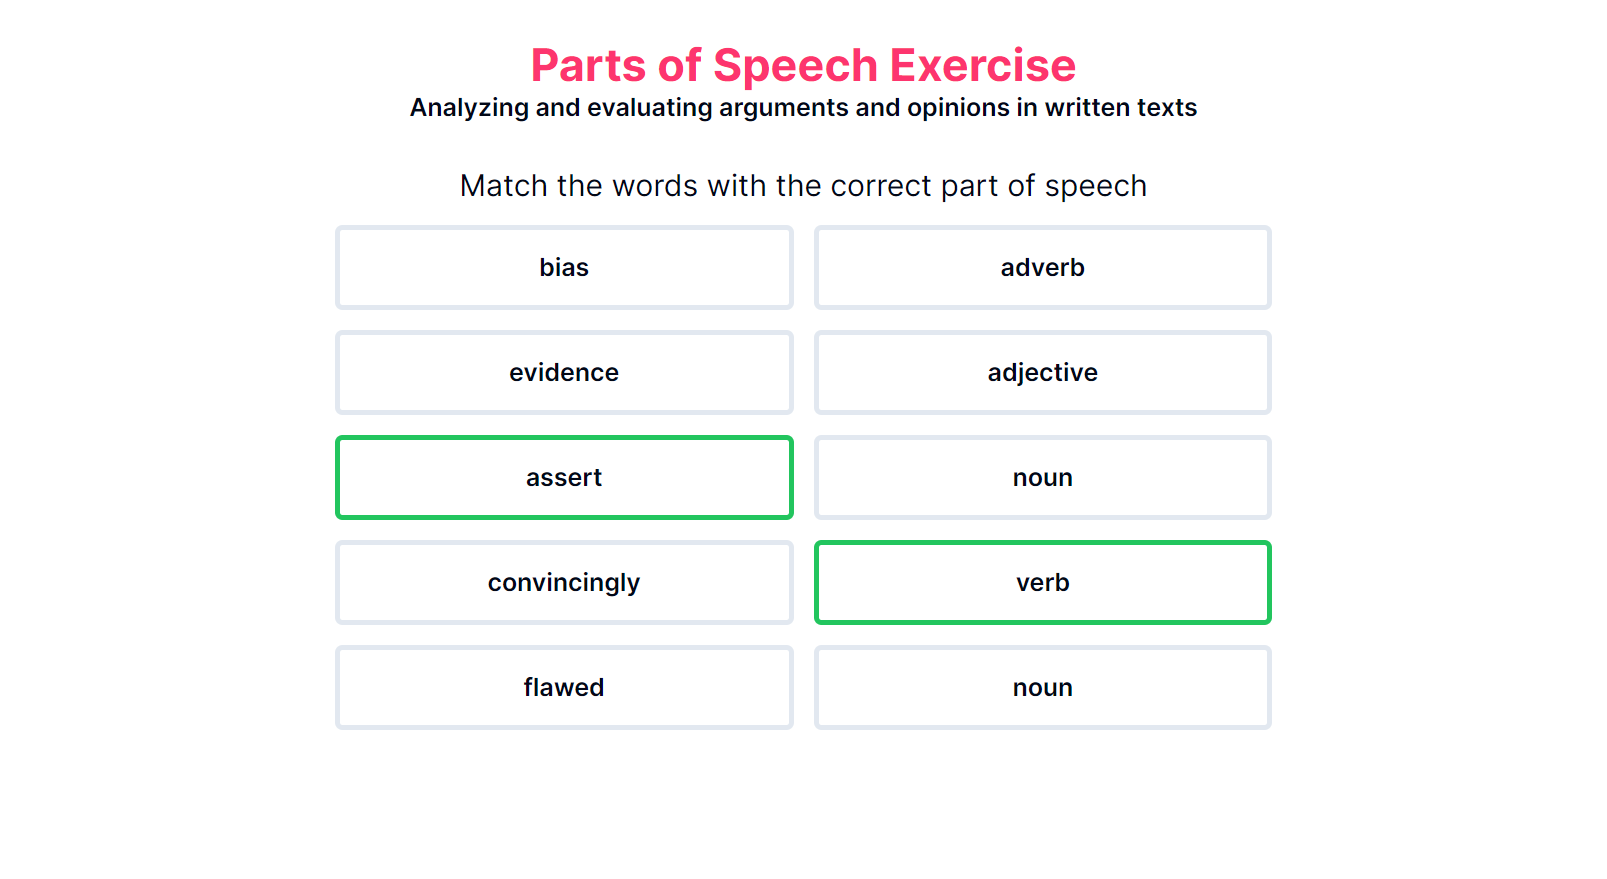 Parts of Speech Exercise
Analyzing and evaluating arguments and opinions in written texts
Match the words with the correct part of speech
bias
adverb
evidence
adjective
assert
noun
convincingly
verb
flawed
noun